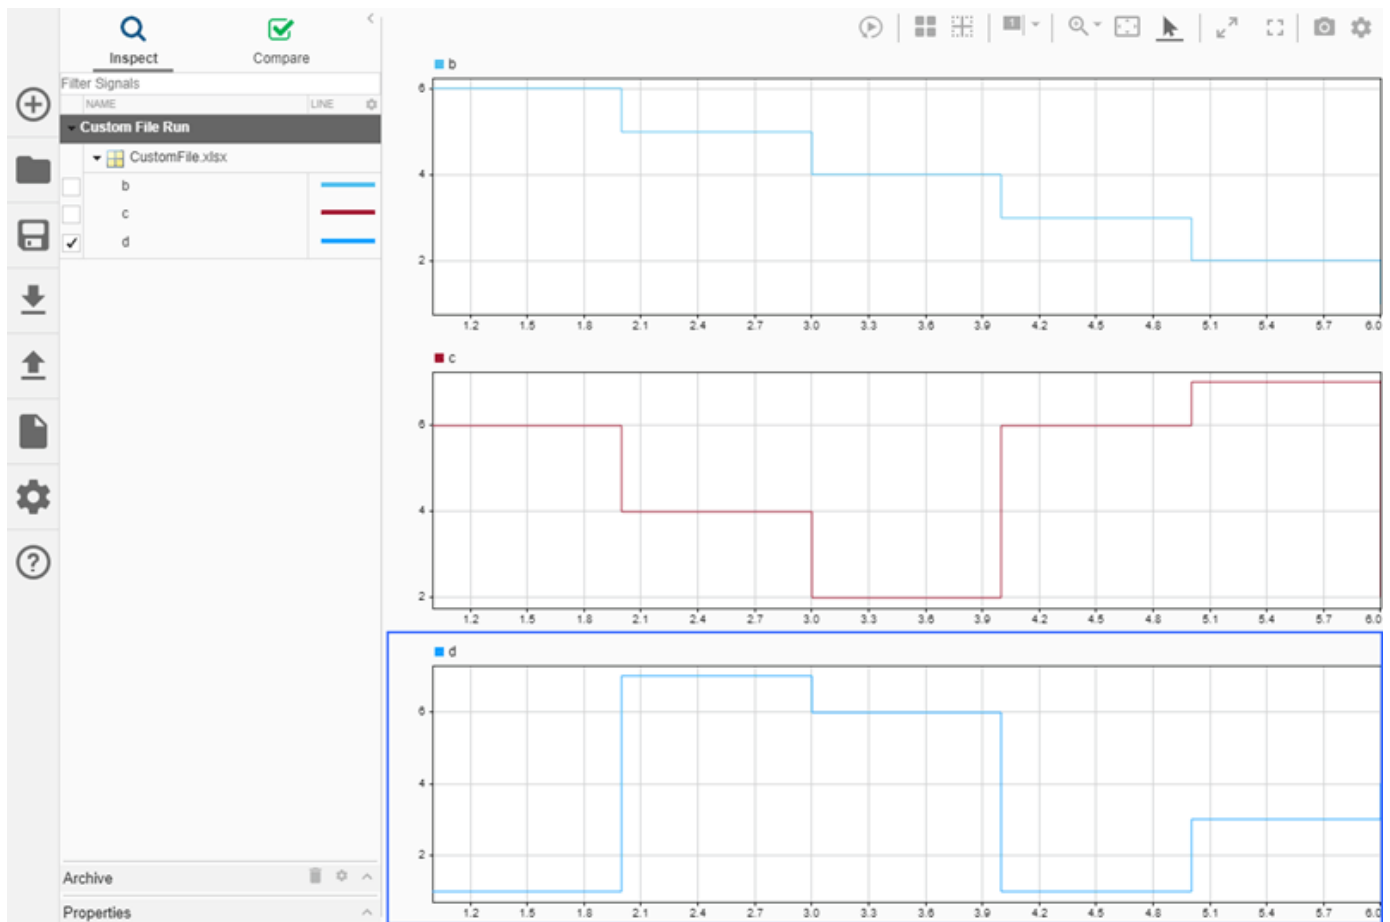 Inspect
Compare
Filter Signals
NAME
LINE
Custom File Run
CustomFile.xlsx
b
c
d
Archive
Properties
1
b
6
4
2
1.2 1.5 1.8 2.1 2.4 2.7 3.0 3.3 3.6 3.9 4.2 4.5 4.8 5.1 5.4 5.7 6.0
c
6
4
2
1.2 1.5 1.8 2.1 2.4 2.7 3.0 3.3 3.6 3.9 4.2 4.5 4.8 5.1 5.4 5.7 6.0
d
6
4
2
1.2 1.5 1.8 2.1 2.4 2.7 3.0 3.3 3.6 3.9 4.2 4.5 4.8 5.1 5.4 5.7 6.0